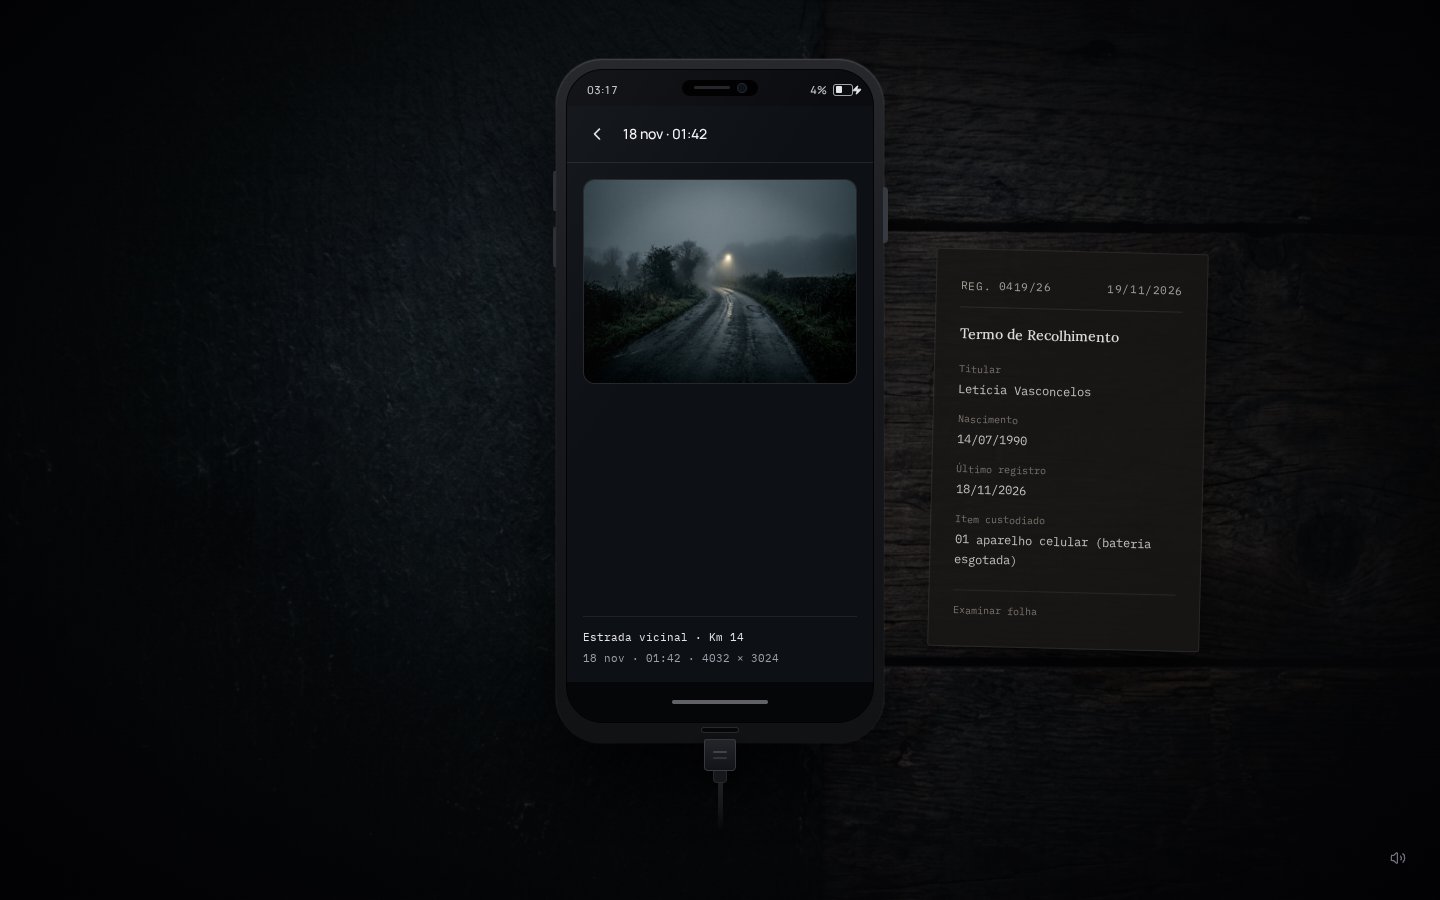 03:17
4%
18 nov · 01:42
Estrada vicinal · Km 14
18 nov · 01:42 · 4032 × 3024
REG. 0419/26
19/11/2026
Termo de Recolhimento
Titular
Letícia Vasconcelos
Nascimento
14/07/1990
Último registro
18/11/2026
Item custodiado
01 aparelho celular (bateria
esgotada)
Examinar folha